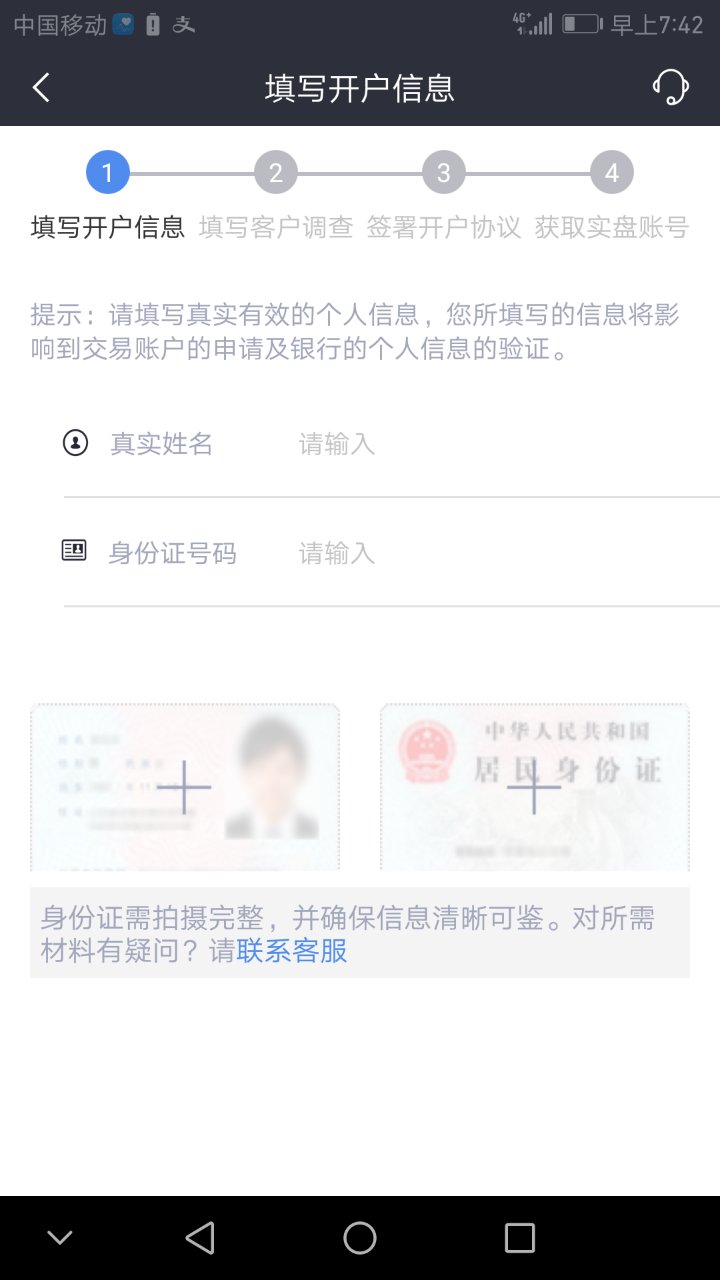 中国移动 4G+ 早上7:42
填写开户信息
1 2 3 4
填写开户信息 填写客户调查 签署开户协议 获取实盘账号
提示：请填写真实有效的个人信息，您所填写的信息将影
响到交易账户的申请及银行的个人信息的验证。
真实姓名 请输入
身份证号码 请输入
中华人民共和国
居民身份证
身份证需拍摄完整，并确保信息清晰可鉴。对所需
材料有疑问？请联系客服